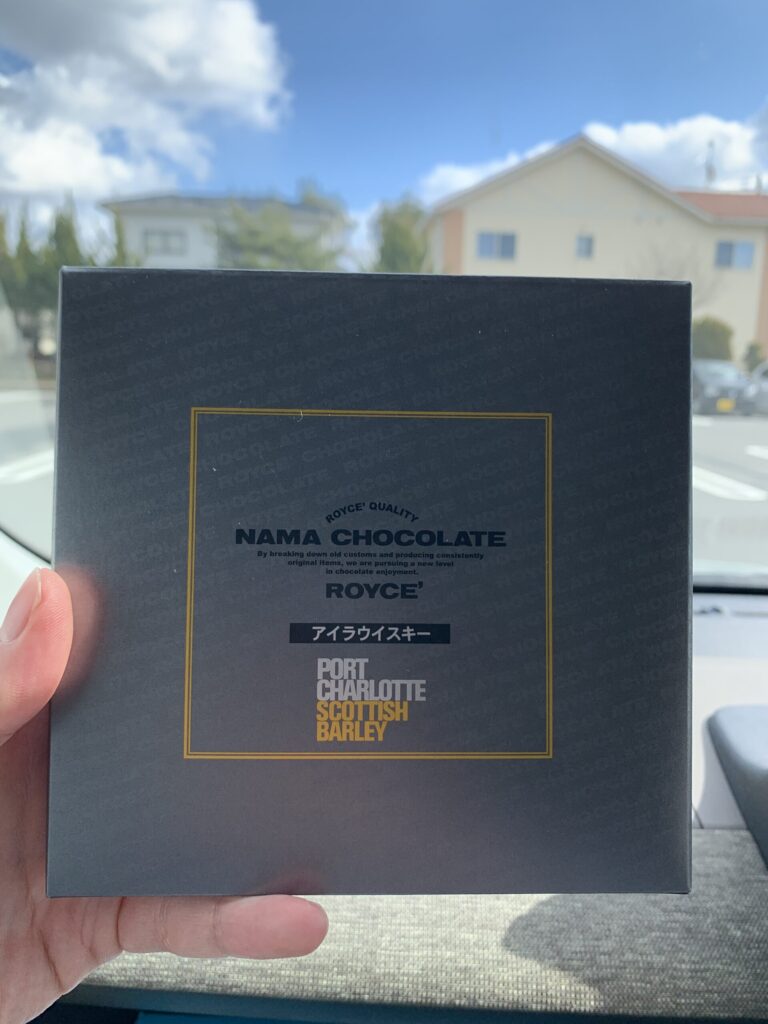 ROYCE' QUALITY
NAMA CHOCOLATE
By breaking down old customs and producing consistently
original items, we are pursuing a new level
in chocolate enjoyment.
ROYCE'
アイラウイスキー
PORT
CHARLOTTE
SCOTTISH
BARLEY